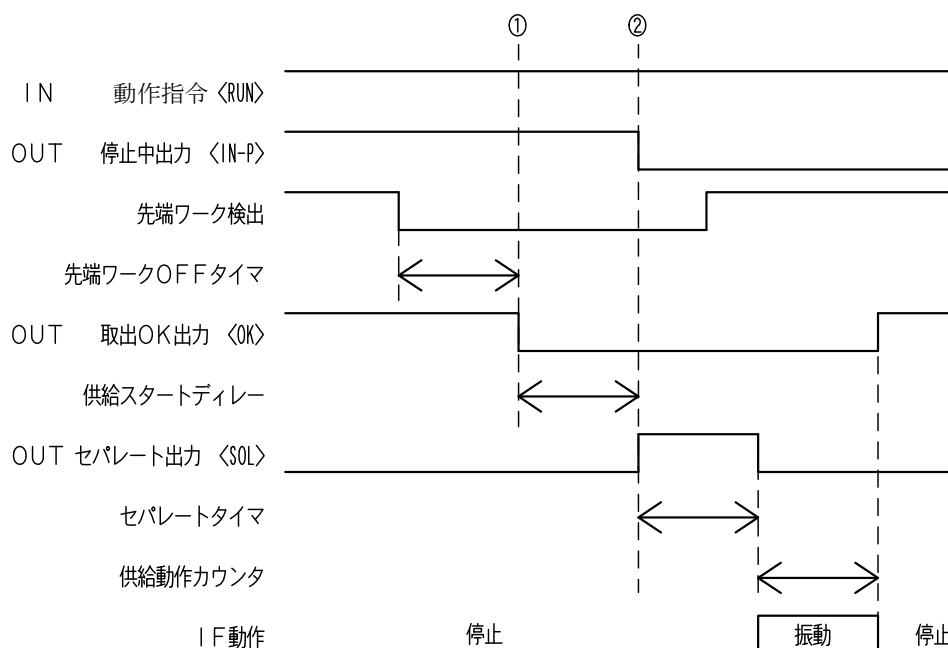 ① ②
IN 動作指令〈RUN〉
OUT 停止中出力 〈IN-P〉
先端ワーク検出
先端ワークOFFタイマ
OUT 取出OK出力 〈OK〉
供給スタートディレー
OUT セパレート出力 〈SOL〉
セパレートタイマ
供給動作カウンタ
IF動作 停止 振動 停止